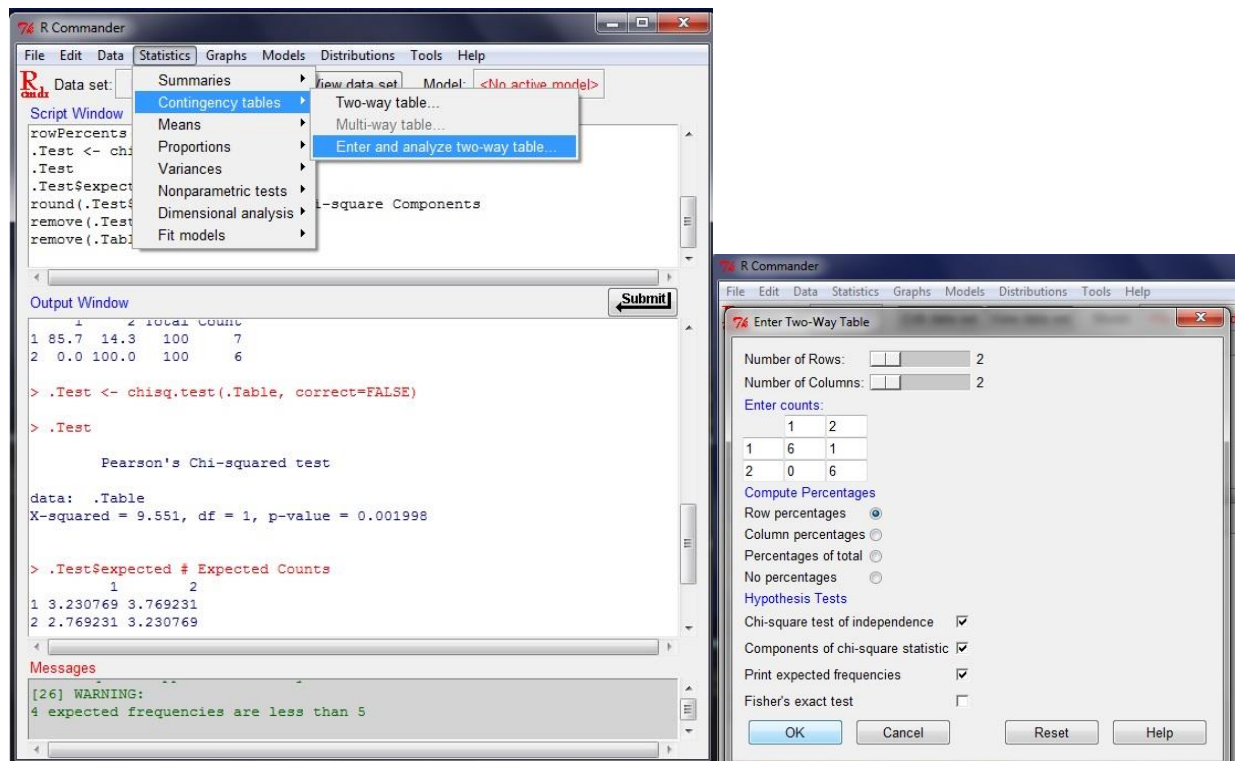 R Commander
File Edit Data Statistics Graphs Models Distributions Tools Help
R cmdr Data set: View data set Model: <No active model>
Summaries
Contingency tables
Means
Proportions
Variances
Nonparametric tests
Dimensional analysis
Fit models
Two-way table...
Multi-way table...
Enter and analyze two-way table...
Script Window
rowPercents
.Test <- chi
.Test
.Test$expect
round(.Test$ i-square Components
remove(.Test
remove(.Tabl
Output Window
Submit
1 2 Total Count
1 85.7 14.3 100 7
2 0.0 100.0 100 6
> .Test <- chisq.test(.Table, correct=FALSE)
> .Test
Pearson's Chi-squared test
data: .Table
X-squared = 9.551, df = 1, p-value = 0.001998
> .Test$expected # Expected Counts
1 2
1 3.230769 3.769231
2 2.769231 3.230769
Messages
[26] WARNING:
4 expected frequencies are less than 5
R Commander
File Edit Data Statistics Graphs Models Distributions Tools Help
Enter Two-Way Table
Number of Rows: 2
Number of Columns: 2
Enter counts:
1 2
1 6 1
2 0 6
Compute Percentages
Row percentages
Column percentages
Percentages of total
No percentages
Hypothesis Tests
Chi-square test of independence
Components of chi-square statistic
Print expected frequencies
Fisher's exact test
OK Cancel Reset Help